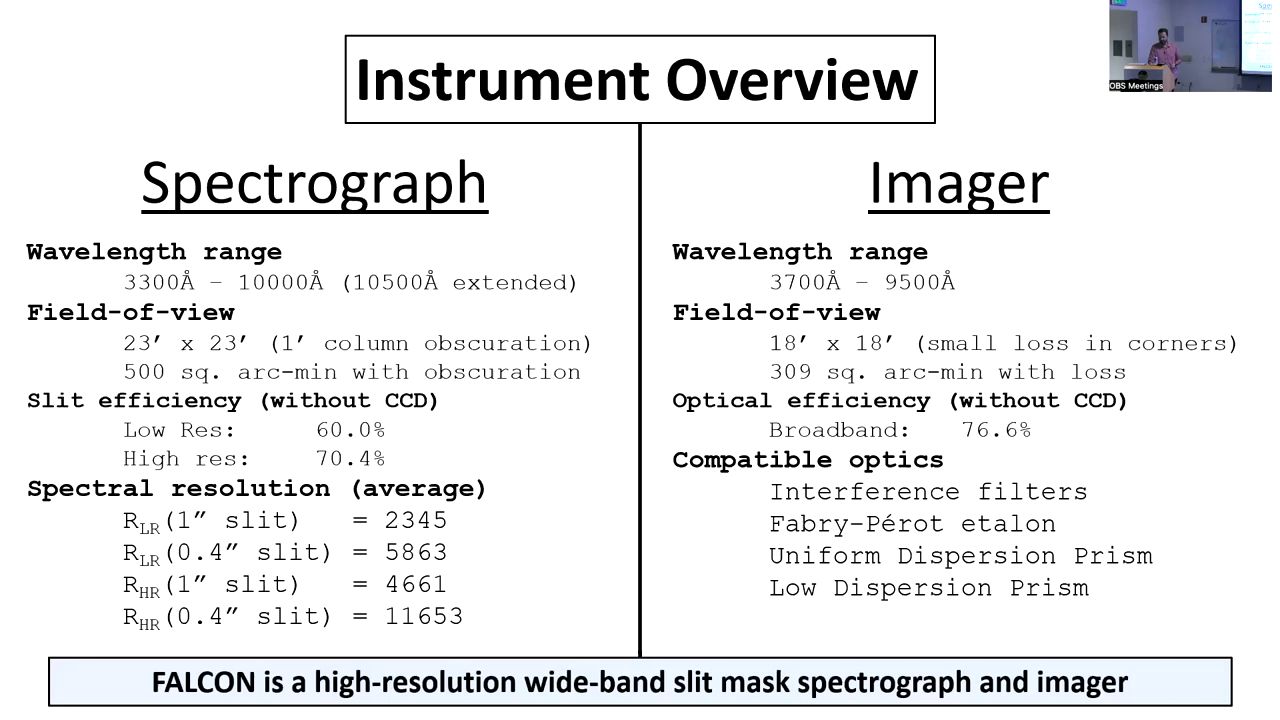 Instrument Overview
Spectrograph
Wavelength range
3300Å – 10000Å (10500Å extended)
Field-of-view
23′ x 23′ (1′ column obscuration)
500 sq. arc-min with obscuration
Slit efficiency (without CCD)
Low Res: 60.0%
High res: 70.4%
Spectral resolution (average)
R_LR(1″ slit) = 2345
R_LR(0.4″ slit) = 5863
R_HR(1″ slit) = 4661
R_HR(0.4″ slit) = 11653
Imager
Wavelength range
3700Å – 9500Å
Field-of-view
18′ x 18′ (small loss in corners)
309 sq. arc-min with loss
Optical efficiency (without CCD)
Broadband: 76.6%
Compatible optics
Interference filters
Fabry-Pérot etalon
Uniform Dispersion Prism
Low Dispersion Prism
FALCON is a high-resolution wide-band slit mask spectrograph and imager
OBS Meetings